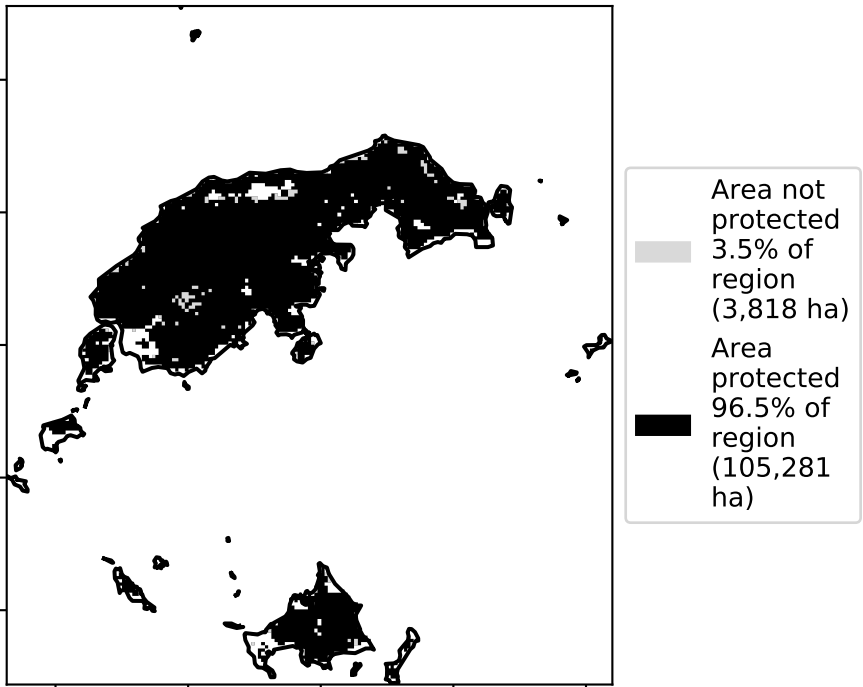 Area not
protected
3.5% of
region
(3,818 ha)
Area
protected
96.5% of
region
(105,281
ha)